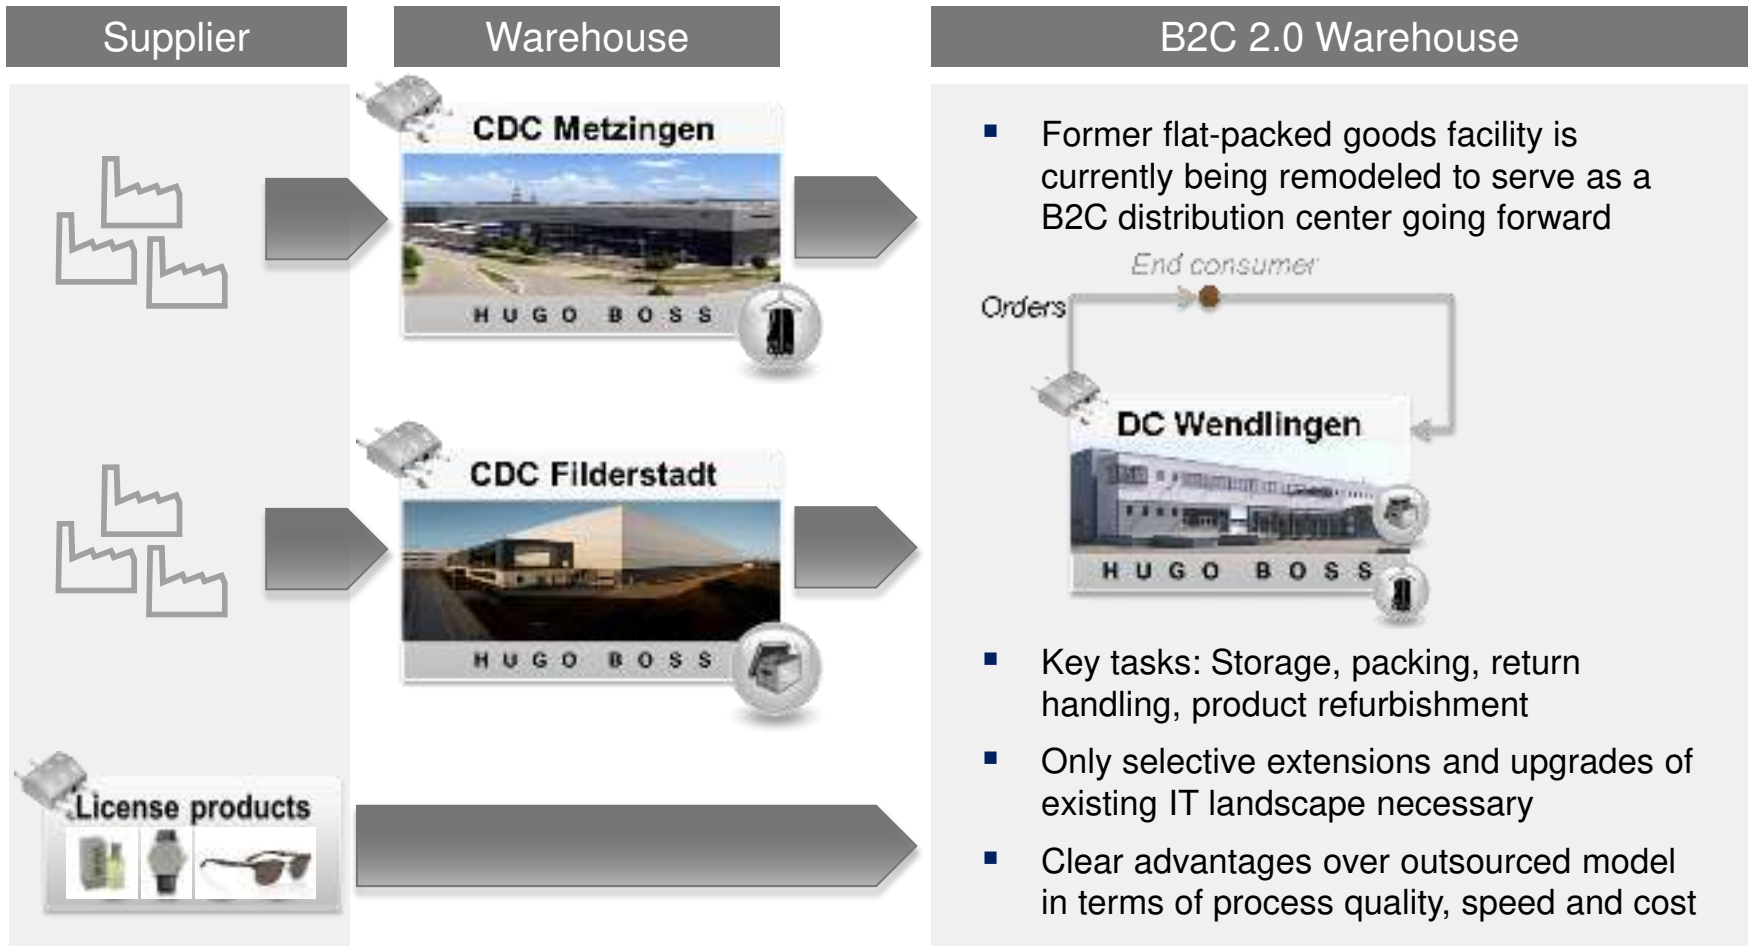 Supplier
Warehouse
B2C 2.0 Warehouse
CDC Metzingen
HUGO BOSS
CDC Filderstadt
HUGO BOSS
License products
Former flat-packed goods facility is
currently being remodeled to serve as a
B2C distribution center going forward
End consumer
Orders
DC Wendlingen
HUGO BOSS
Key tasks: Storage, packing, return
handling, product refurbishment
Only selective extensions and upgrades of
existing IT landscape necessary
Clear advantages over outsourced model
in terms of process quality, speed and cost